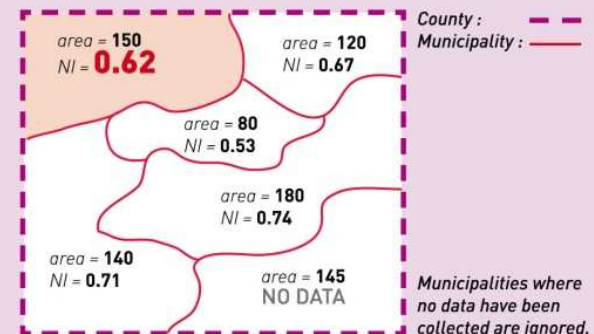 area = 150
NI = 0.62
area = 120
NI = 0.67
area = 80
NI = 0.53
area = 180
NI = 0.74
area = 140
NI = 0.71
area = 145
NO DATA
County :
Municipality :
Municipalities where
no data have been
collected are ignored.